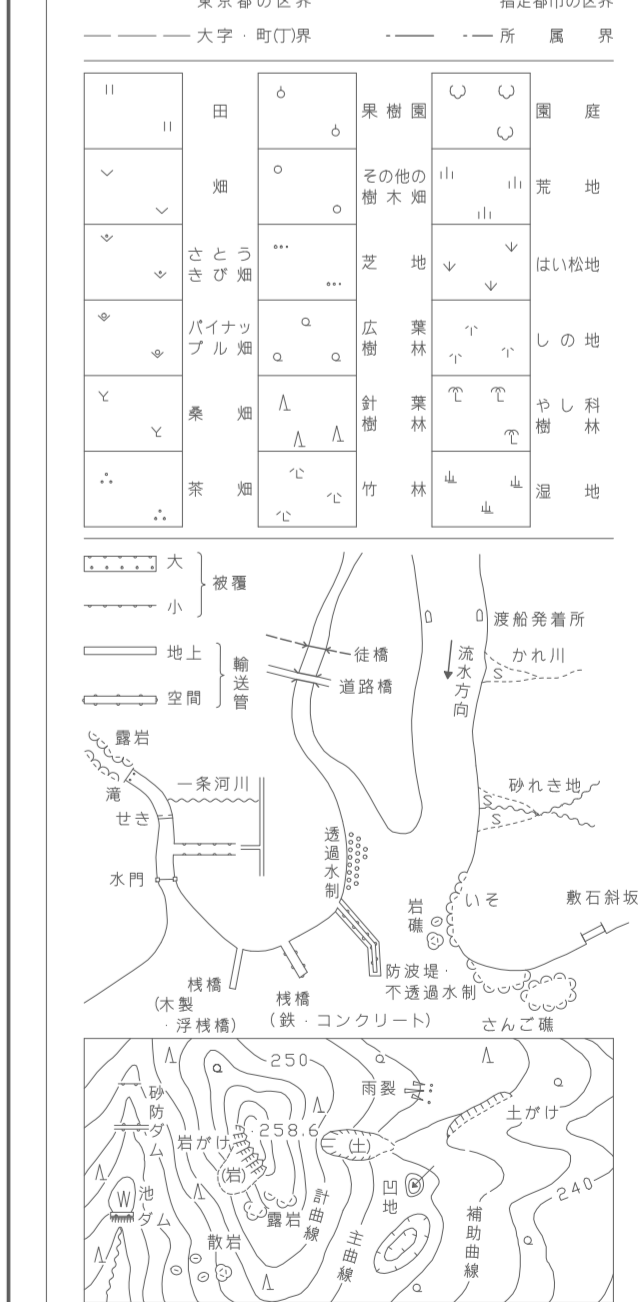 東京都の区界 指定都市の区界
大字・町(丁)界 所属界
田 果樹園 園庭
畑 その他の樹木畑 荒地
さとうきび畑 芝地 はい松地
パイナップル畑 広葉樹林 しの地
桑畑 針葉樹林 やし科樹林
茶畑 竹林 湿地
大
小
被覆
地上
空間
輸送管
徒橋
道路橋
渡船発着所
流水方向
かれ川
S
露岩
滝
せき
水門
一条河川
透過水制
砂れき地
S
S
岩礁
いそ
敷石斜坂
桟橋
(木製
・浮桟橋)
桟橋
(鉄・コンクリート)
防波堤・
不透過水制
さんご礁
250
砂防ダム
岩がけ
258.6
(岩)
雨裂
(土)
土がけ
池
W
ダム
露岩
散岩
計曲線
主曲線
凹地
補助曲線
240